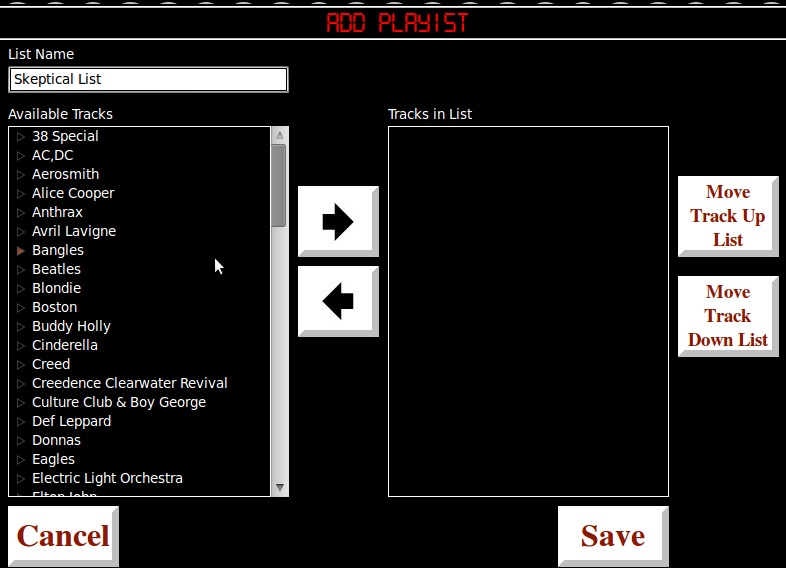 ADD PLAYIST
List Name
Skeptical List
Available Tracks
Tracks in List
38 Special
AC,DC
Aerosmith
Alice Cooper
Anthrax
Avril Lavigne
Bangles
Beatles
Blondie
Boston
Buddy Holly
Cinderella
Creed
Creedence Clearwater Revival
Culture Club & Boy George
Def Leppard
Donnas
Eagles
Electric Light Orchestra
Elton John
Move
Track Up
List
Move
Track
Down List
Cancel
Save